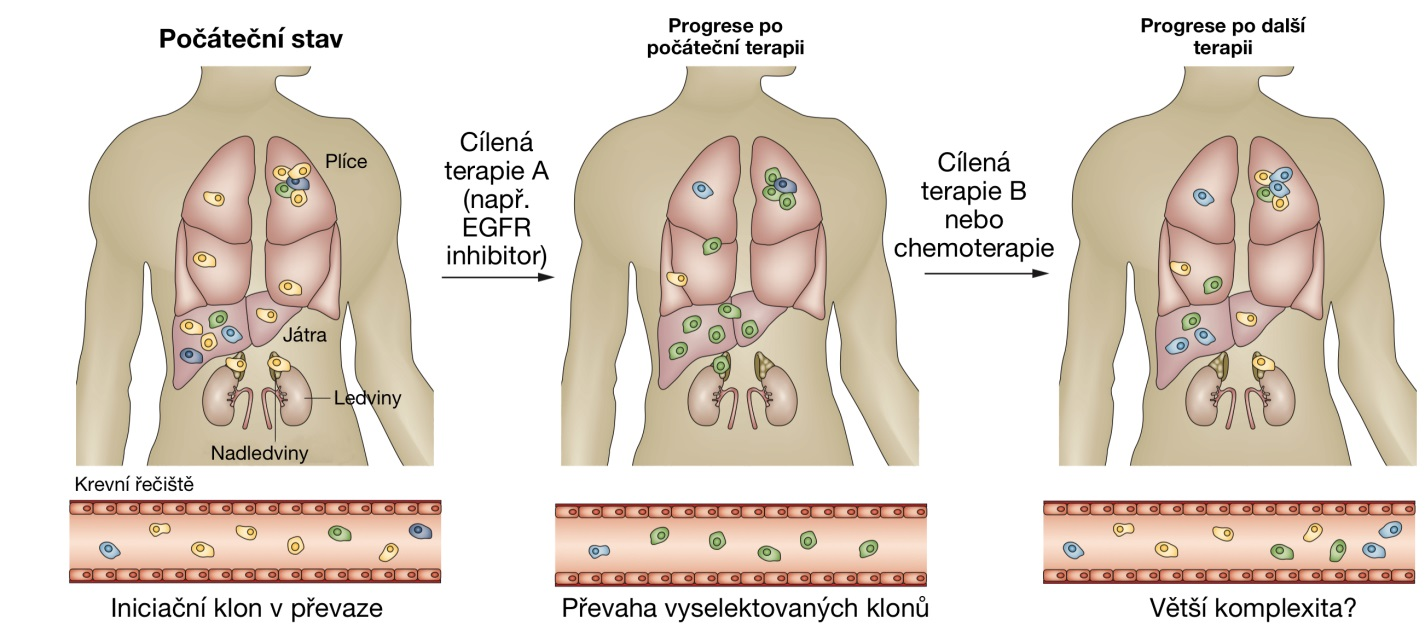 Počáteční stav
Plíce
Játra
Ledviny
Nadledviny
Krevní řečiště
Iniciační klon v převaze
Cílená
terapie A
(např.
EGFR
inhibitor)
Progrese po
počáteční terapii
Převaha vyselektovaných klonů
Cílená
terapie B
nebo
chemoterapie
Progrese po další
terapii
Větší komplexita?